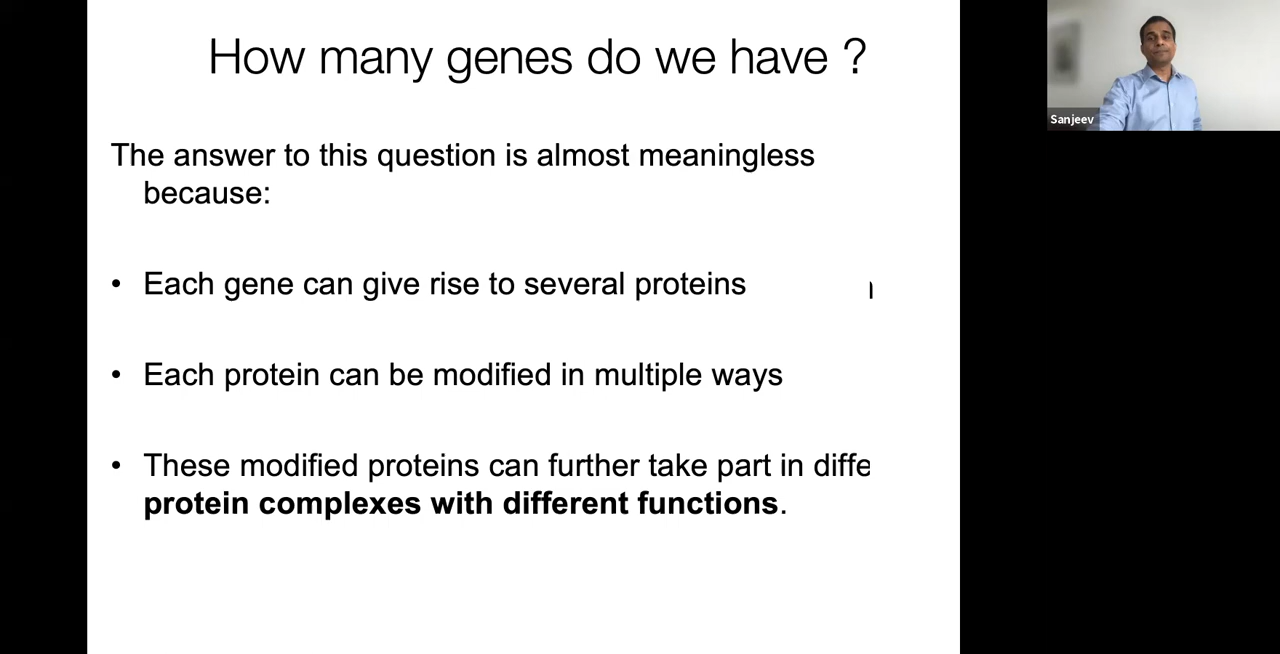 How many genes do we have ?
Sanjeev
The answer to this question is almost meaningless
because:
• Each gene can give rise to several proteins
• Each protein can be modified in multiple ways
• These modified proteins can further take part in diffe
protein complexes with different functions.